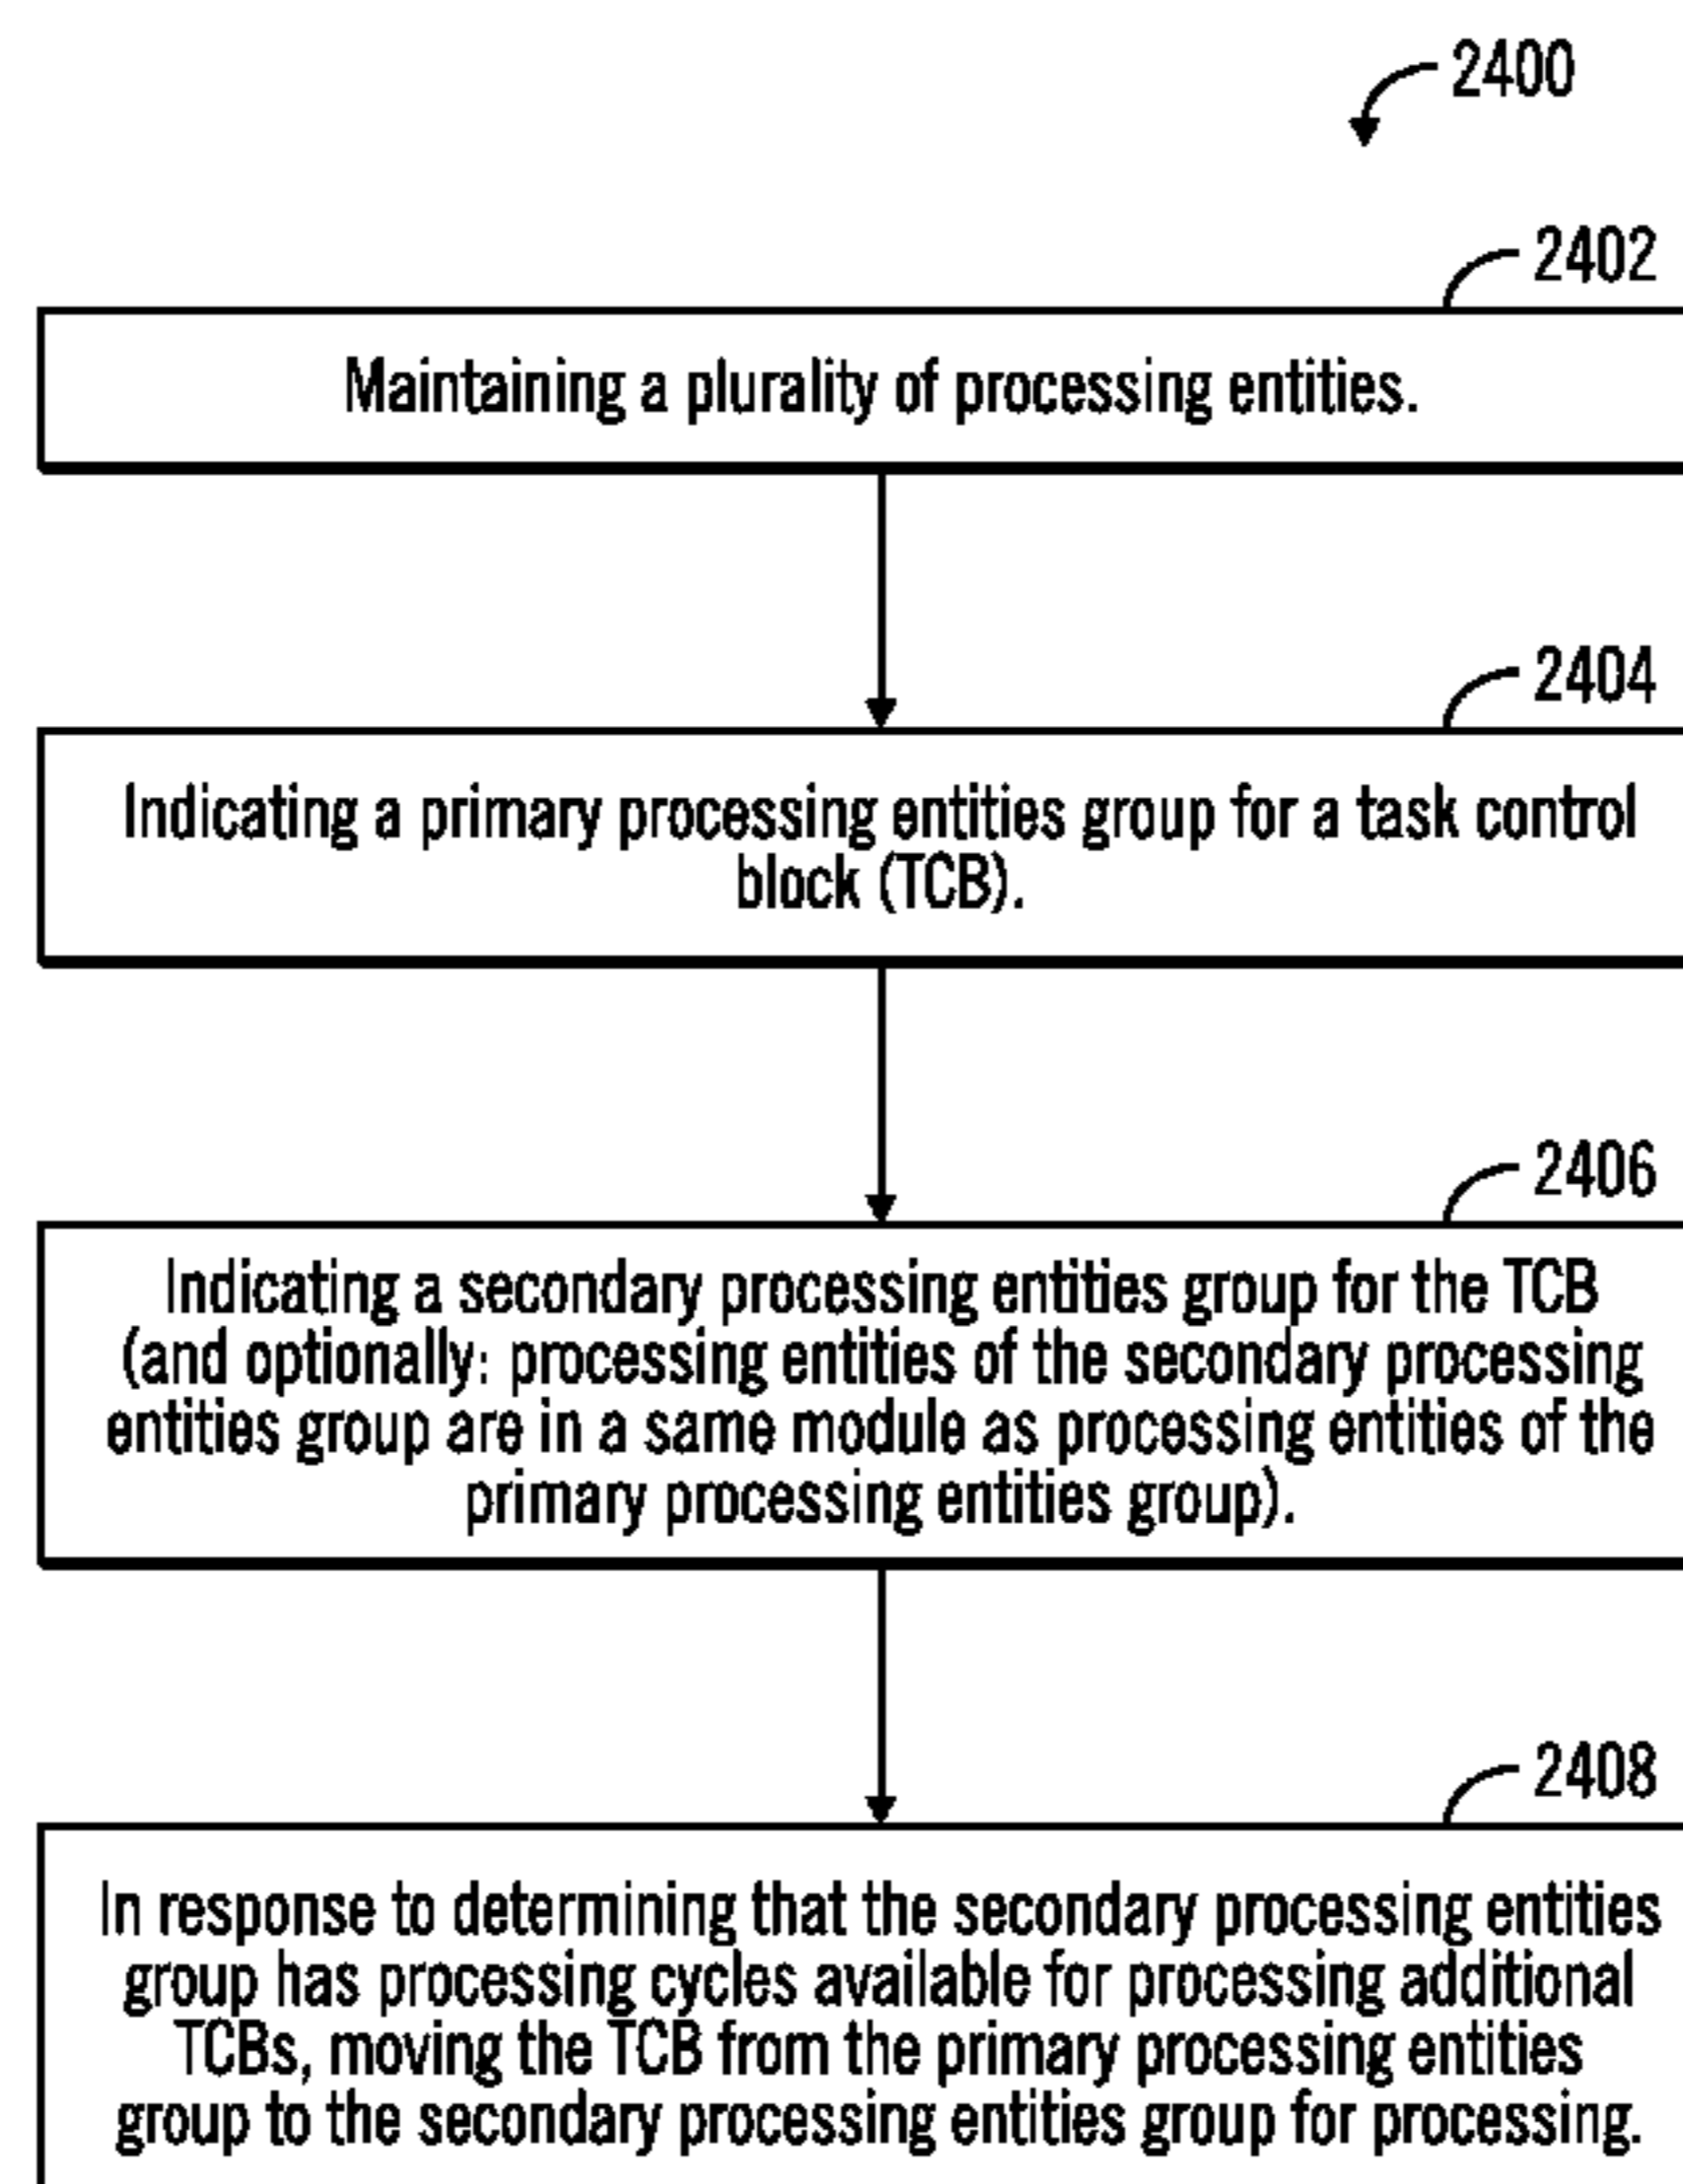 2400
2402
Maintaining a plurality of processing entities.
2404
Indicating a primary processing entities group for a task control
block (TCB).
2406
Indicating a secondary processing entities group for the TCB
(and optionally: processing entities of the secondary processing
entities group are in a same module as processing entities of the
primary processing entities group).
2408
In response to determining that the secondary processing entities
group has processing cycles available for processing additional
TCBs, moving the TCB from the primary processing entities
group to the secondary processing entities group for processing.